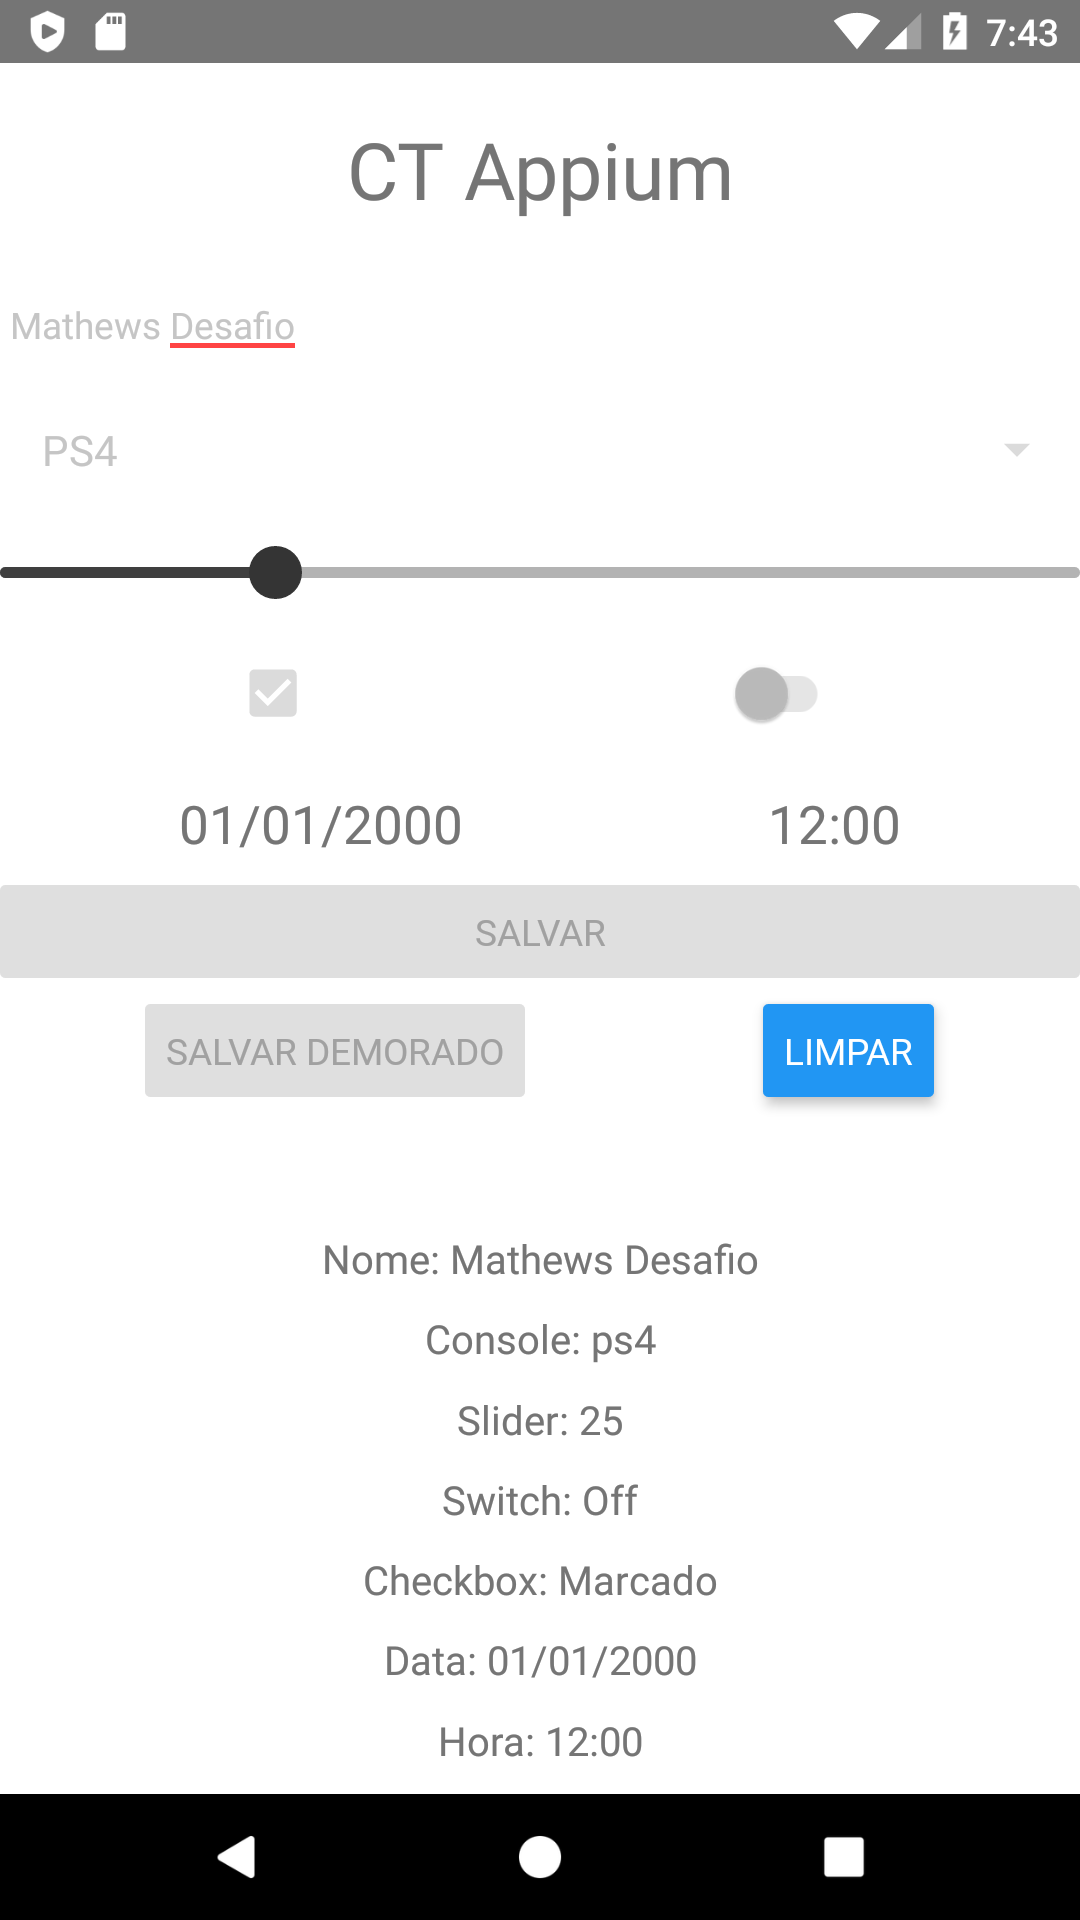 7:43
CT Appium
Mathews Desafio
PS4
01/01/2000 12:00
SALVAR
SALVAR DEMORADO LIMPAR
Nome: Mathews Desafio
Console: ps4
Slider: 25
Switch: Off
Checkbox: Marcado
Data: 01/01/2000
Hora: 12:00